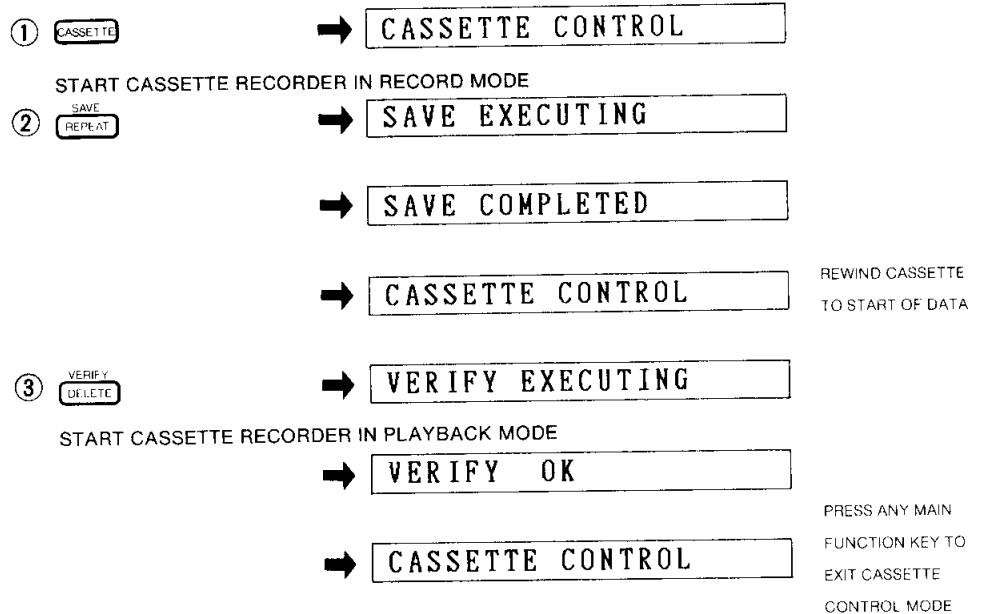 ① CASSETTE ➡ CASSETTE CONTROL
START CASSETTE RECORDER IN RECORD MODE
SAVE
② REPEAT ➡ SAVE EXECUTING
➡ SAVE COMPLETED
➡ CASSETTE CONTROL
REWIND CASSETTE
TO START OF DATA
VERIFY
③ DELETE ➡ VERIFY EXECUTING
START CASSETTE RECORDER IN PLAYBACK MODE
➡ VERIFY OK
➡ CASSETTE CONTROL
PRESS ANY MAIN
FUNCTION KEY TO
EXIT CASSETTE
CONTROL MODE